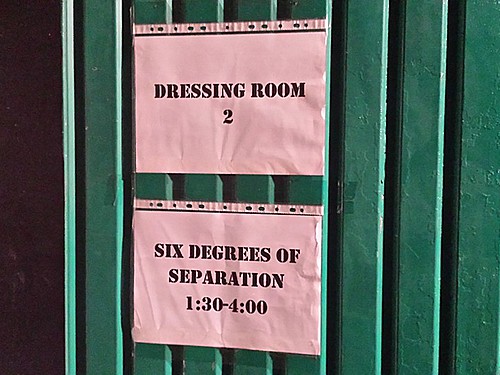 DRESSING ROOM
2
SIX DEGREES OF
SEPARATION
1:30-4:00